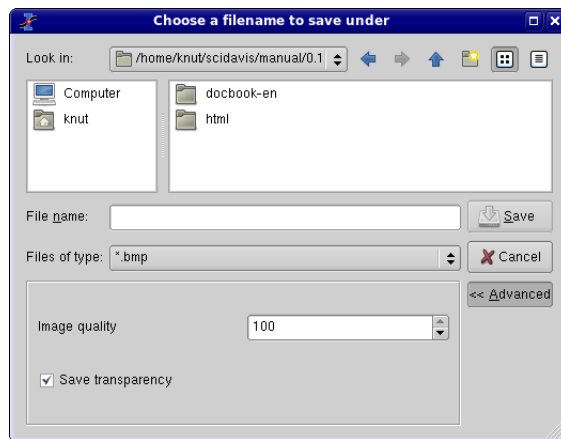 Choose a filename to save under
Look in: /home/knut/scidavis/manual/0.1
Computer
knut
docbook-en
html
File name: Save
Files of type: *.bmp Cancel
<< Advanced
Image quality 100
Save transparency